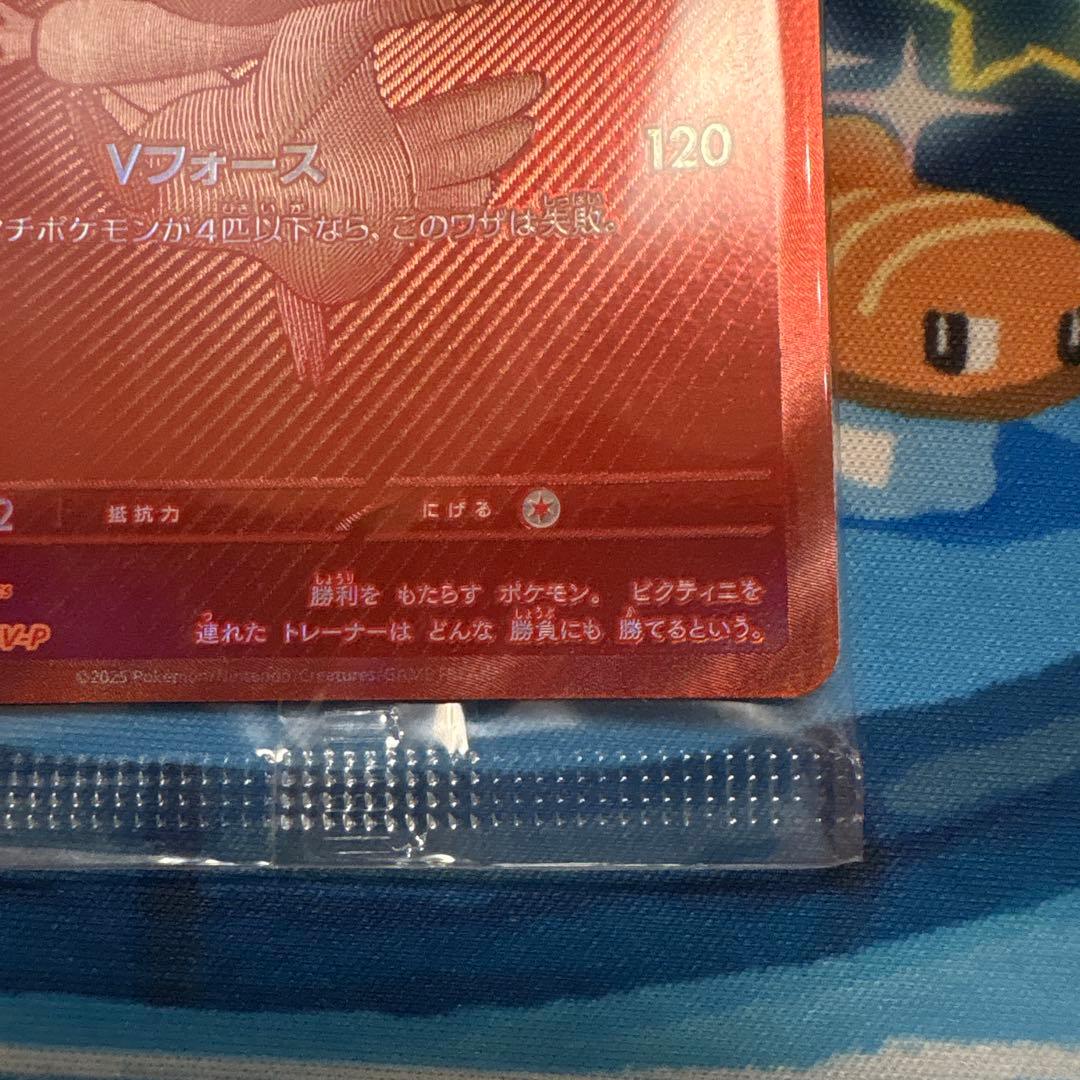 Vフォース 120
チポケモンが4匹以下なら、このワザは失敗。
2 抵抗力 にげる
勝利を もたらす ポケモン。 ビクティニを
V-P 連れた トレーナーは どんな 勝負にも 勝てるという。
©2025 Pokémon/Nintendo/Creatures/GAME FREAK